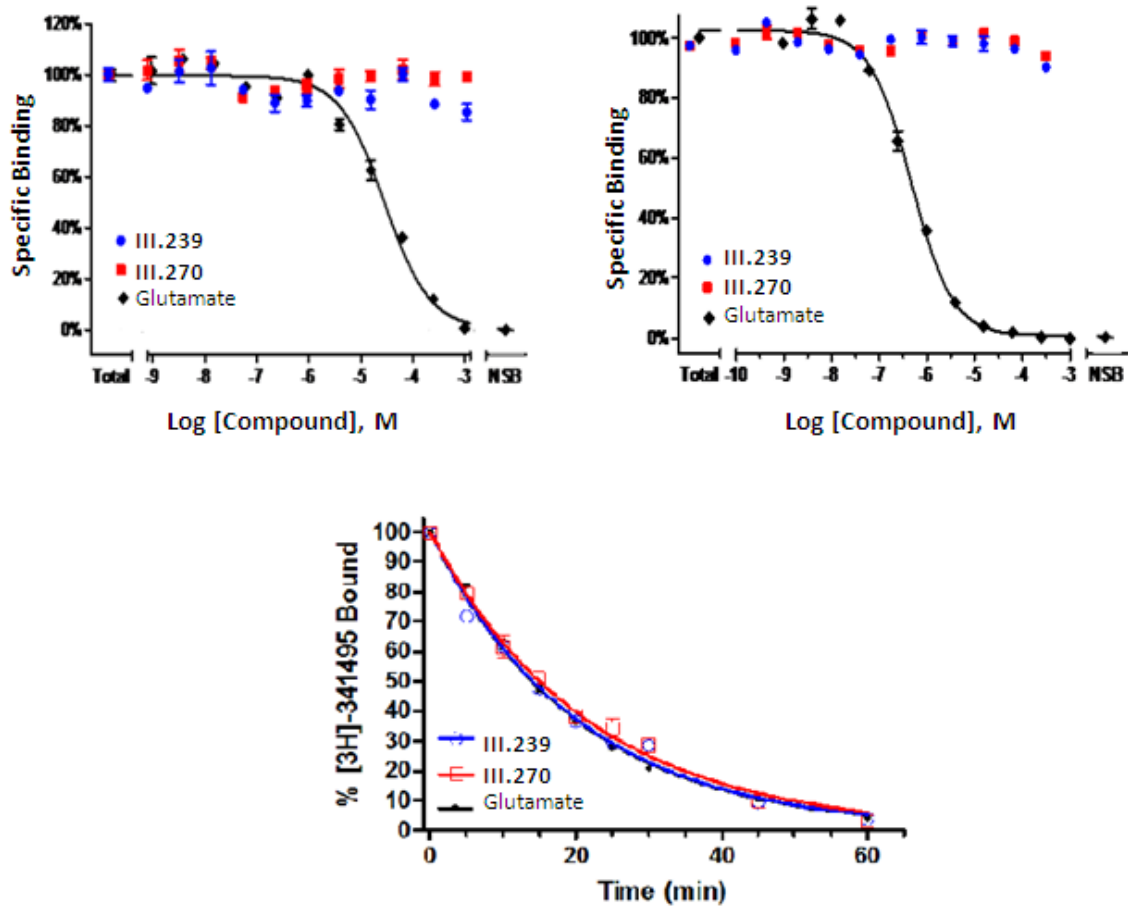 120%
100%
80%
60%
40%
20%
0%
Specific Binding
III.239
III.270
Glutamate
Total -9 -8 -7 -6 -5 -4 -3 NSB
Log [Compound], M
100%
80%
60%
40%
20%
0%
Specific Binding
III.239
III.270
Glutamate
Total -10 -9 -8 -7 -6 -5 -4 -3 NSB
Log [Compound], M
100
90
80
70
60
50
40
30
20
10
0
% [3H]-341495 Bound
III.239
III.270
Glutamate
0 20 40 60
Time (min)